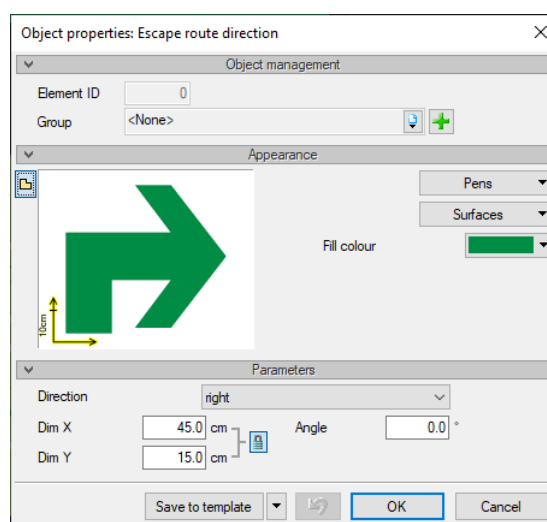 Object properties: Escape route direction
Object management
Element ID 0
Group <None>
Appearance
Pens
Surfaces
Fill colour
10cm
Parameters
Direction right
Dim X 45.0 cm Angle 0.0 °
Dim Y 15.0 cm
Save to template OK Cancel